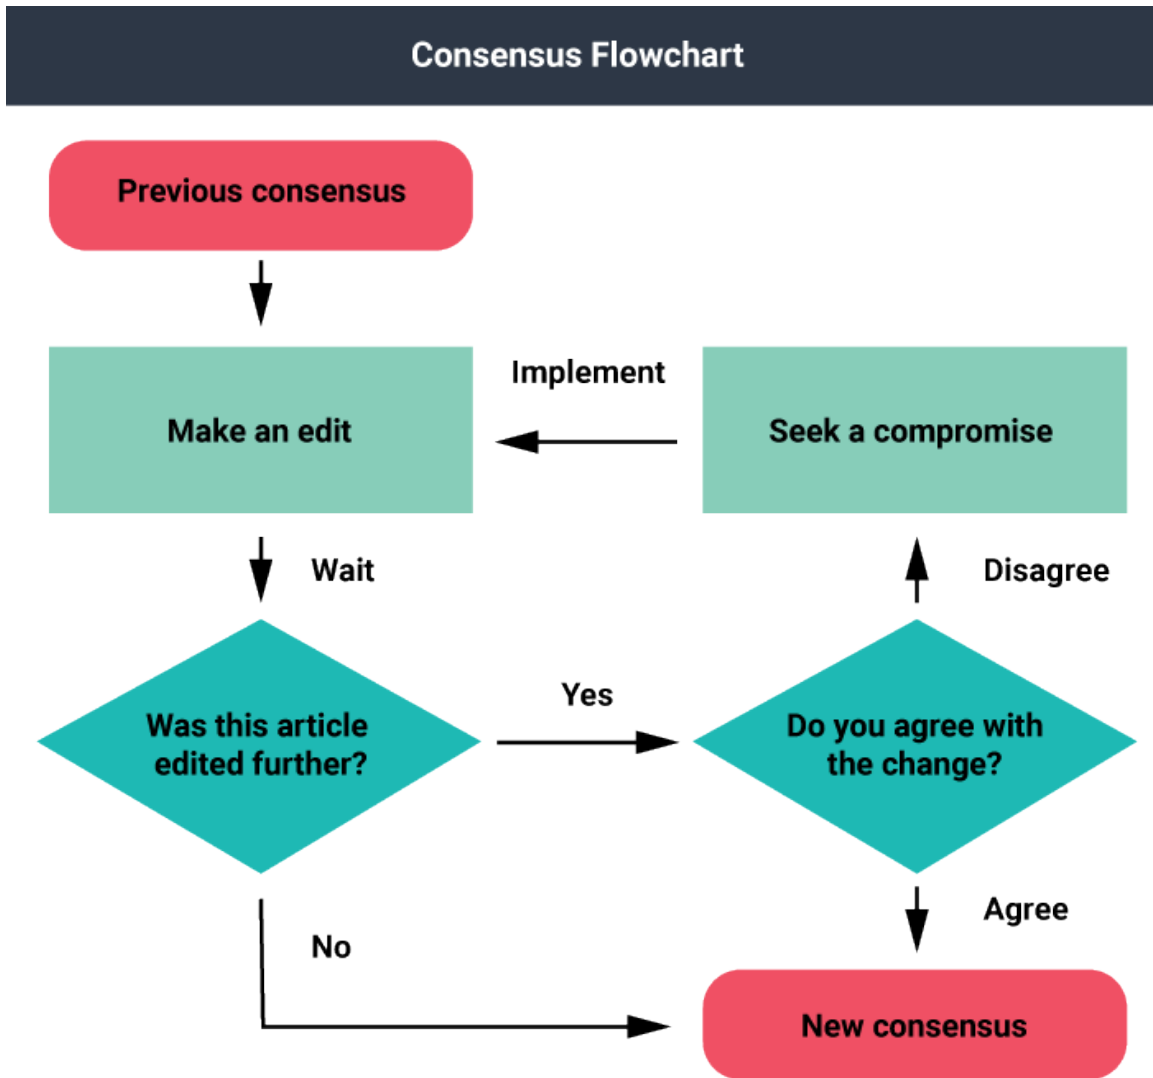 Consensus Flowchart
Previous consensus
Make an edit
Implement
Seek a compromise
Wait
Disagree
Was this article
edited further?
Yes
Do you agree with
the change?
No
Agree
New consensus